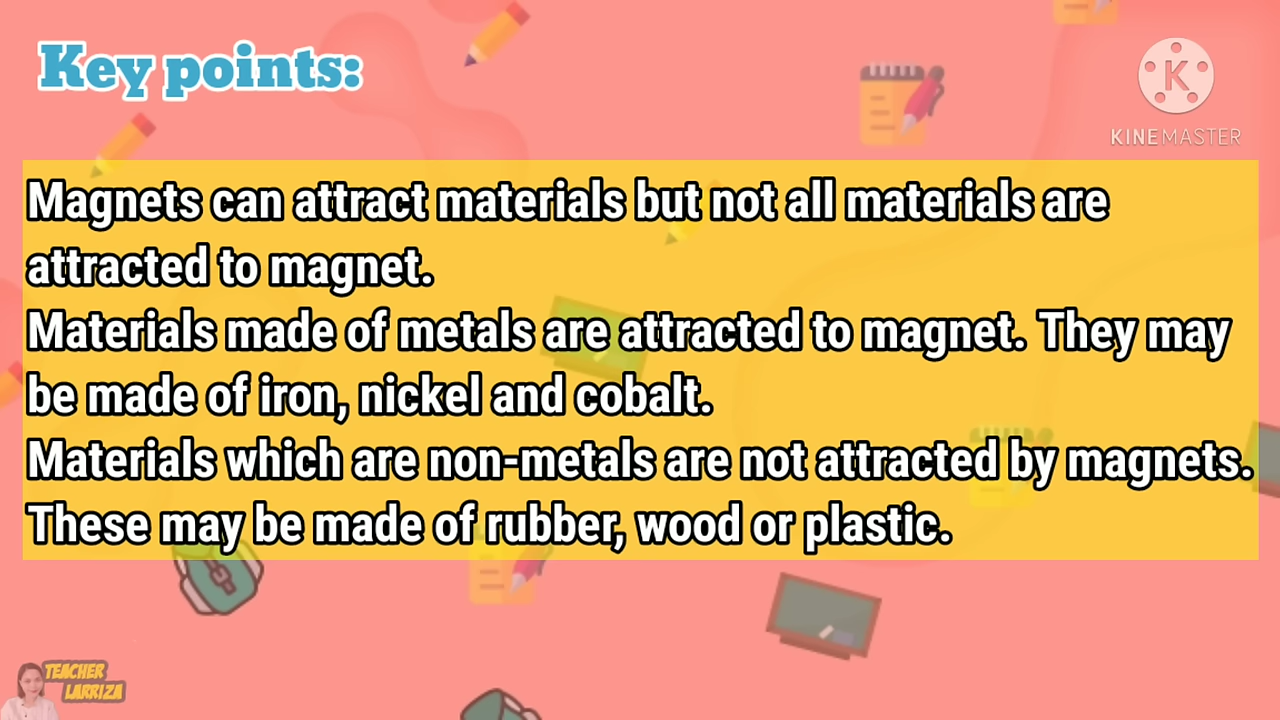 Key points:
KINEMASTER
Magnets can attract materials but not all materials are
attracted to magnet.
Materials made of metals are attracted to magnet. They may
be made of iron, nickel and cobalt.
Materials which are non-metals are not attracted by magnets.
These may be made of rubber, wood or plastic.
TEACHER
LARRIZA